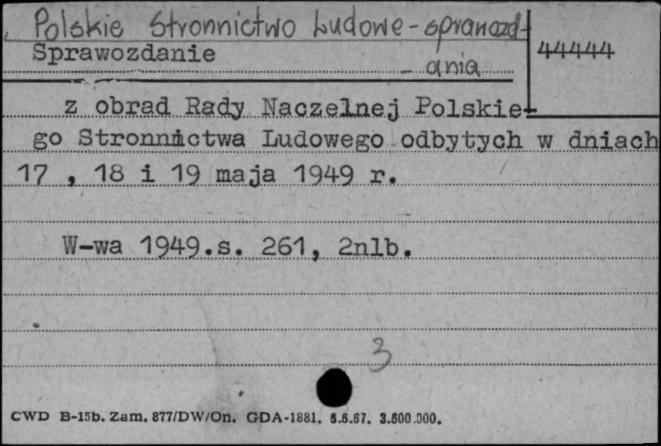 Polskie Stronnictwo Ludowe - sprawozd-
- ania
44444
Sprawozdanie
z obrad Rady Naczelnej Polskie-
go Stronnictwa Ludowego odbytych w dniach
17 , 18 i 19 maja 1949 r.
W-wa 1949.s. 261, 2nlb.
3
CWD B-15b. Zam. 877/DW/On. GDA-1881. 6.6.67. 3.600.000.